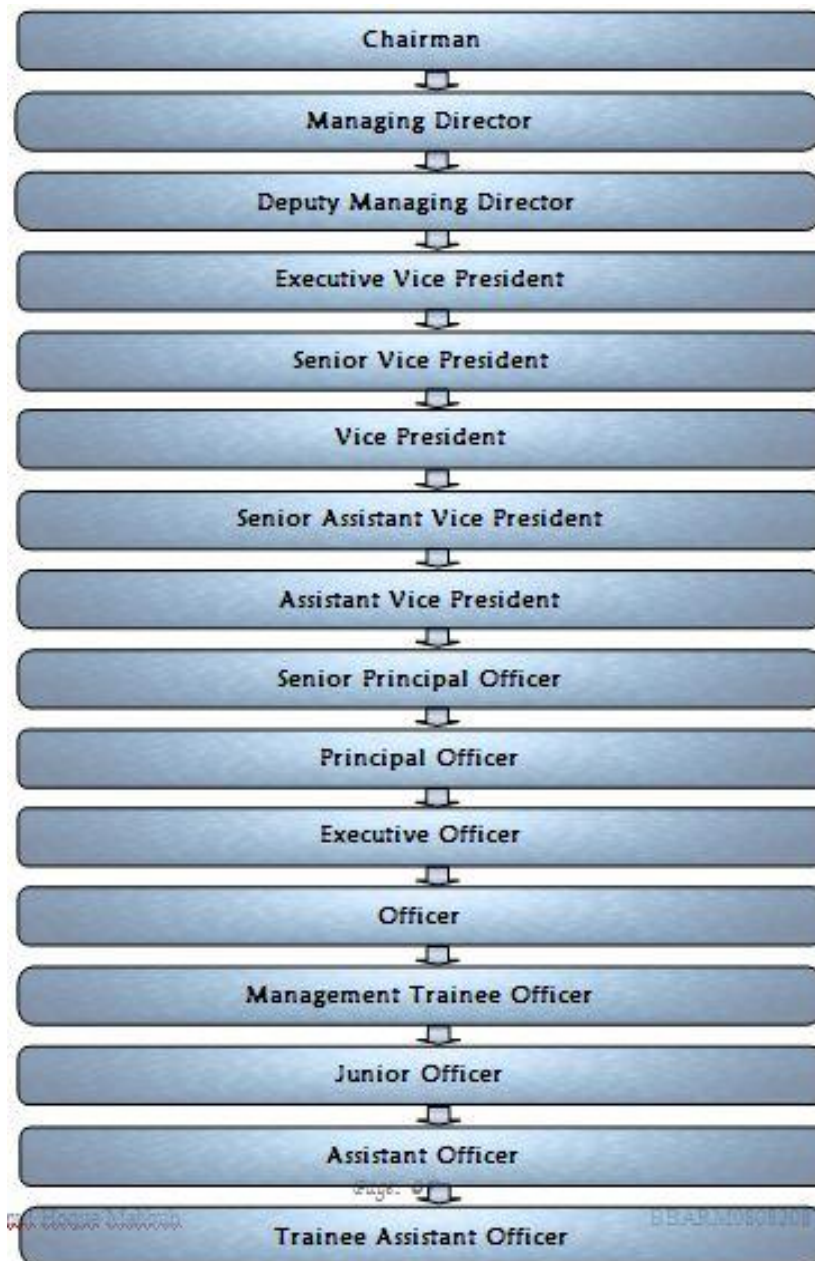 Chairman
Managing Director
Deputy Managing Director
Executive Vice President
Senior Vice President
Vice President
Senior Assistant Vice President
Assistant Vice President
Senior Principal Officer
Principal Officer
Executive Officer
Officer
Management Trainee Officer
Junior Officer
Assistant Officer
Page:
Trainee Assistant Officer